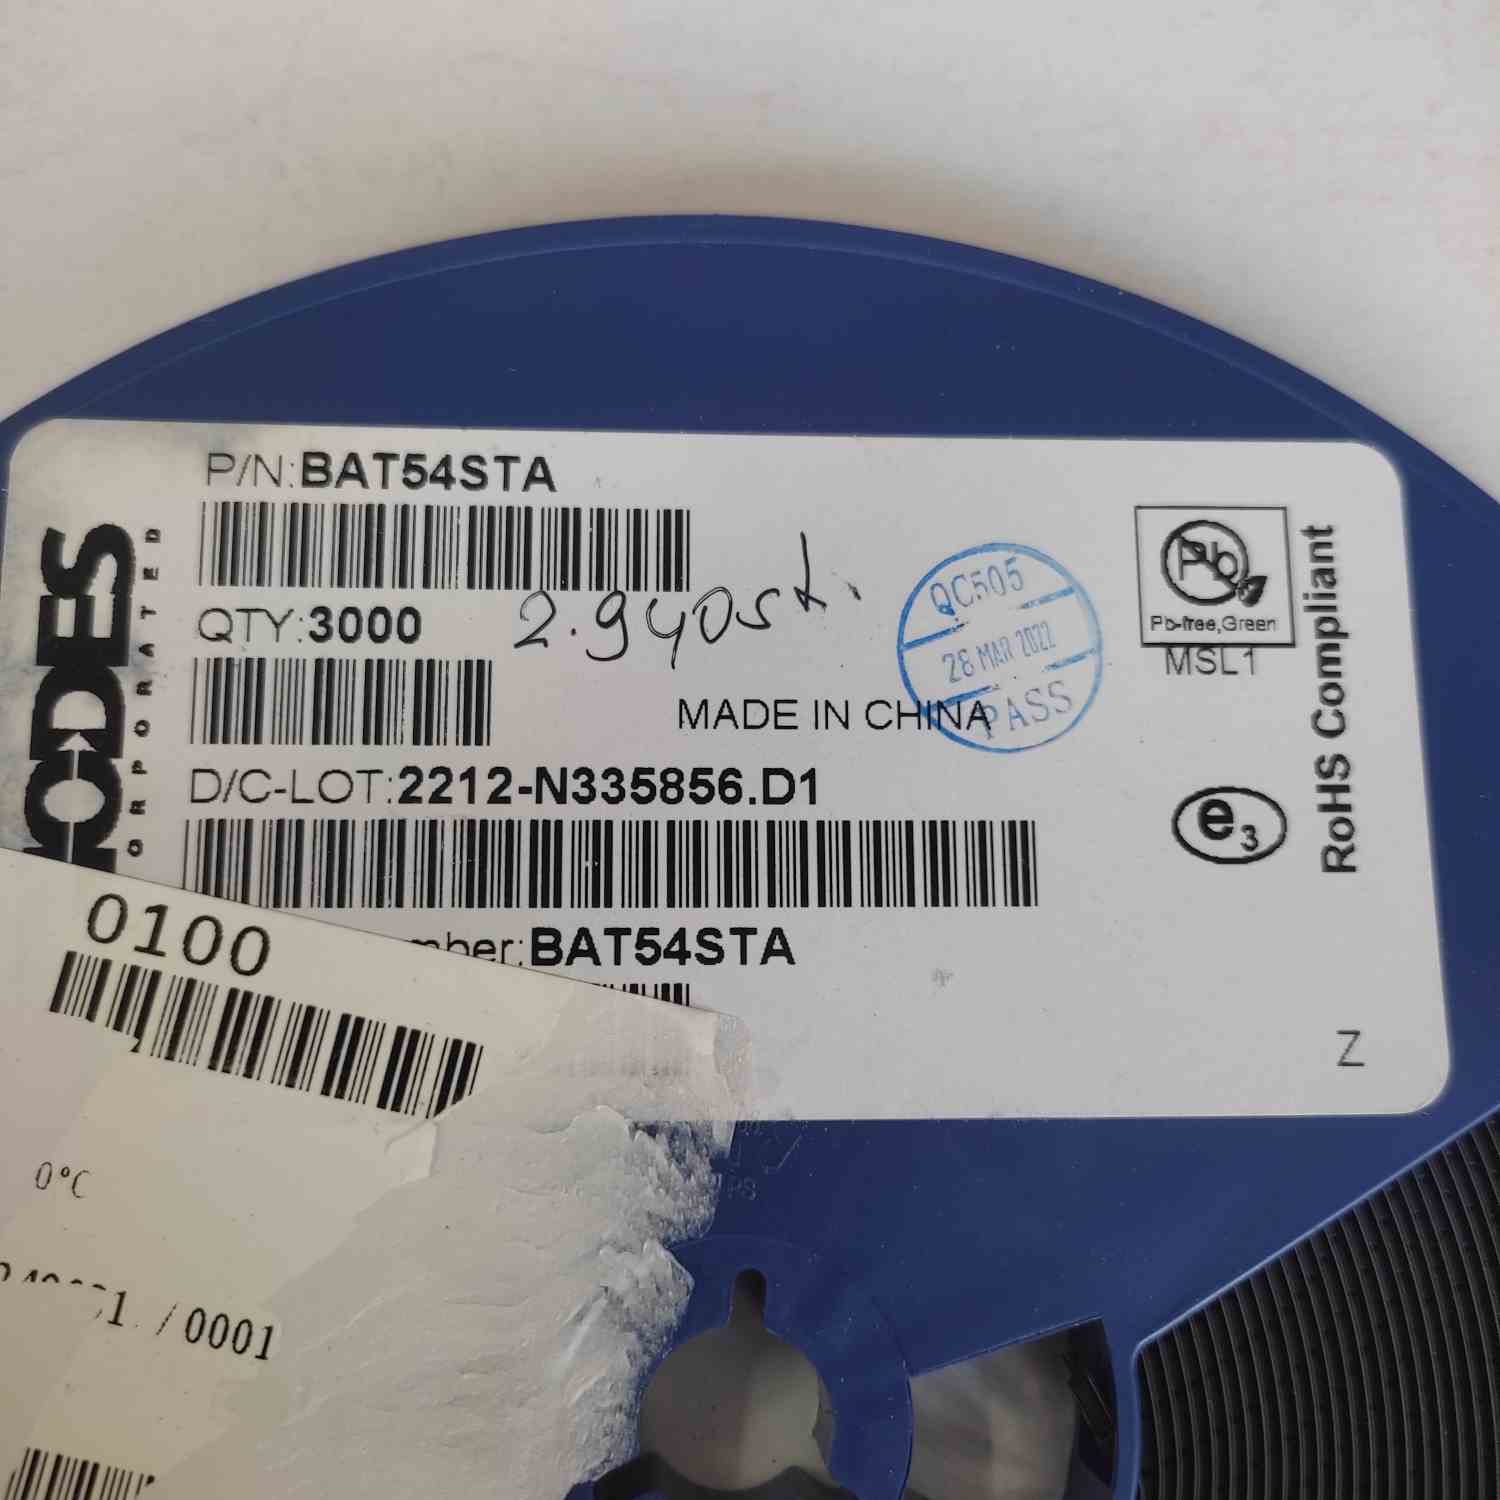 P/N:BAT54STA
QTY:3000
2.940St.
MADE IN CHINA
D/C-LOT:2212-N335856.D1
BAT54STA
QC505
28 MAR 2022
PASS
Pb
Pb-free,Green
MSL1
e3
RoHS Compliant
Z
0100
0°C
/0001